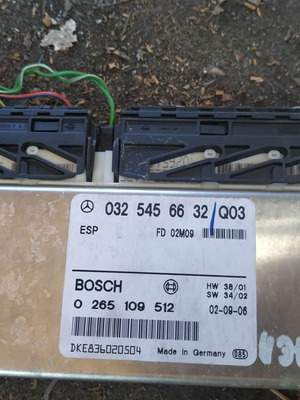 032 545 66 32/Q03
ESP FD 02M09
BOSCH HW 38/01
SW 34/02
0 265 109 512 02-09-06
DKE836020504 Made in Germany 085